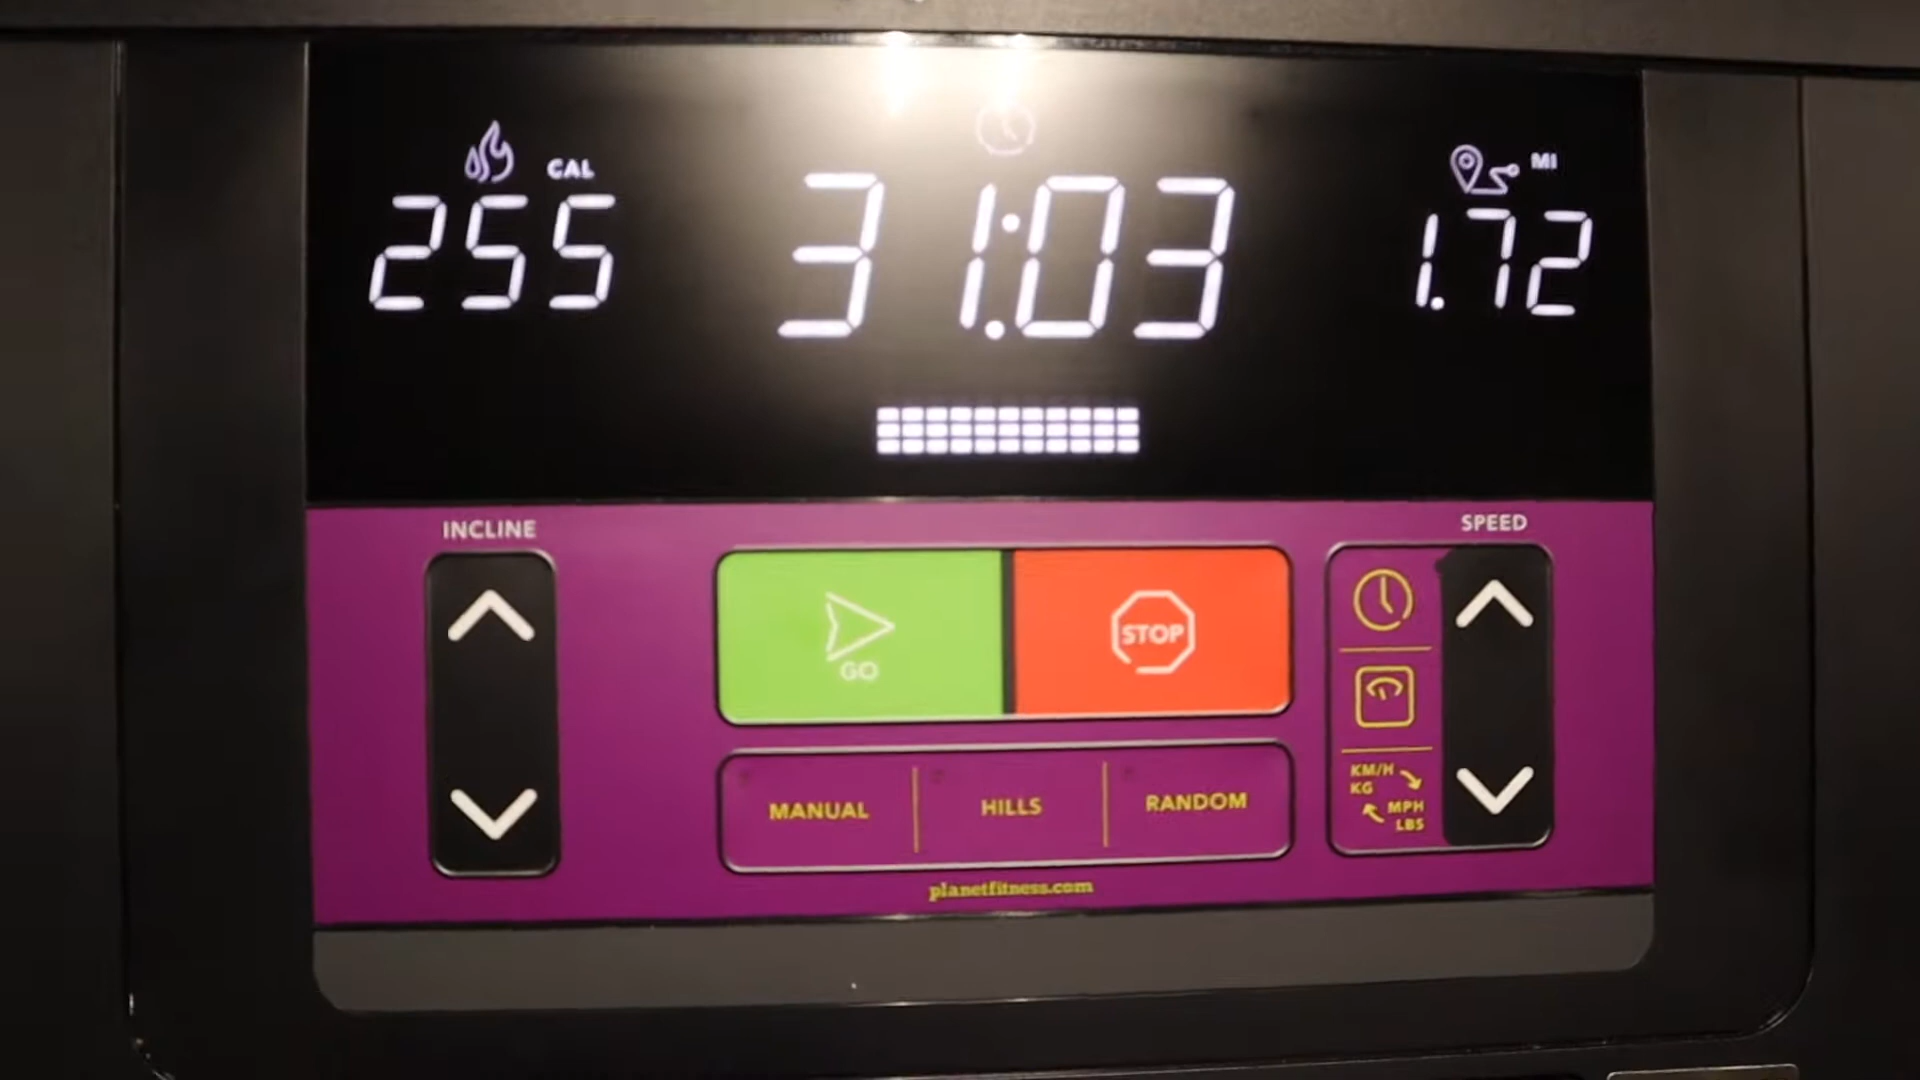 CAL
255
31:03
MI
1.72
INCLINE
SPEED
GO
STOP
MANUAL
HILLS
RANDOM
KM/H
KG
MPH
LBS
planetfitness.com